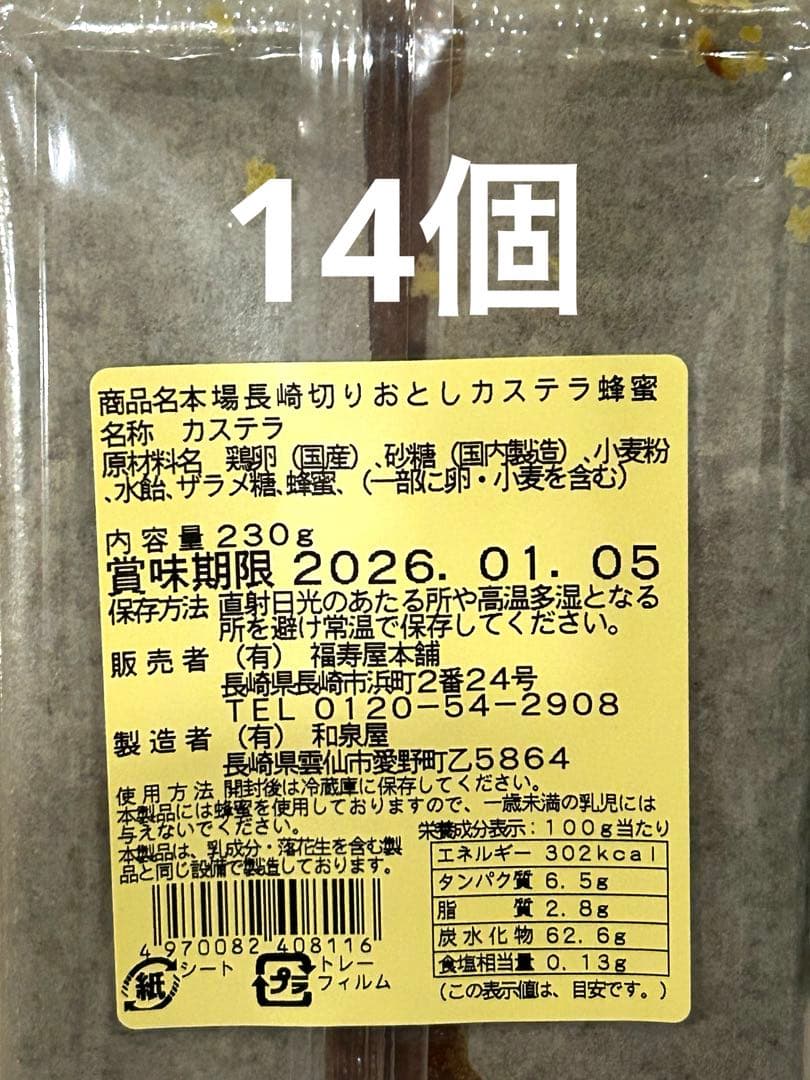 14個
商品名本場長崎切りおとしカステラ蜂蜜
名称 カステラ
原材料名 鶏卵（国産）、砂糖（国内製造）、小麦粉
、水飴、ザラメ糖、蜂蜜、（一部に卵・小麦を含む）
内容量230g
賞味期限 2026.01.05
保存方法 直射日光のあたる所や高温多湿となる
所を避け常温で保存してください。
販売者 （有） 福寿屋本舗
長崎県長崎市浜町2番24号
TEL 0120-54-2908
製造者 （有） 和泉屋
長崎県雲仙市愛野町乙5864
使用方法 開封後は冷蔵庫に保存してください。
本製品には蜂蜜を使用しておりますので、一歳未満の乳児には
与えないでください。
本製品は、乳成分・落花生を含む製
品と同じ設備で製造しております。
栄養成分表示：100g当たり
エネルギー 302kcal
タンパク質 6.5g
脂質 2.8g
炭水化物 62.6g
食塩相当量 0.13g
（この表示値は、目安です。）
4 970082 408116
紙 シート
プラ トレー
フィルム